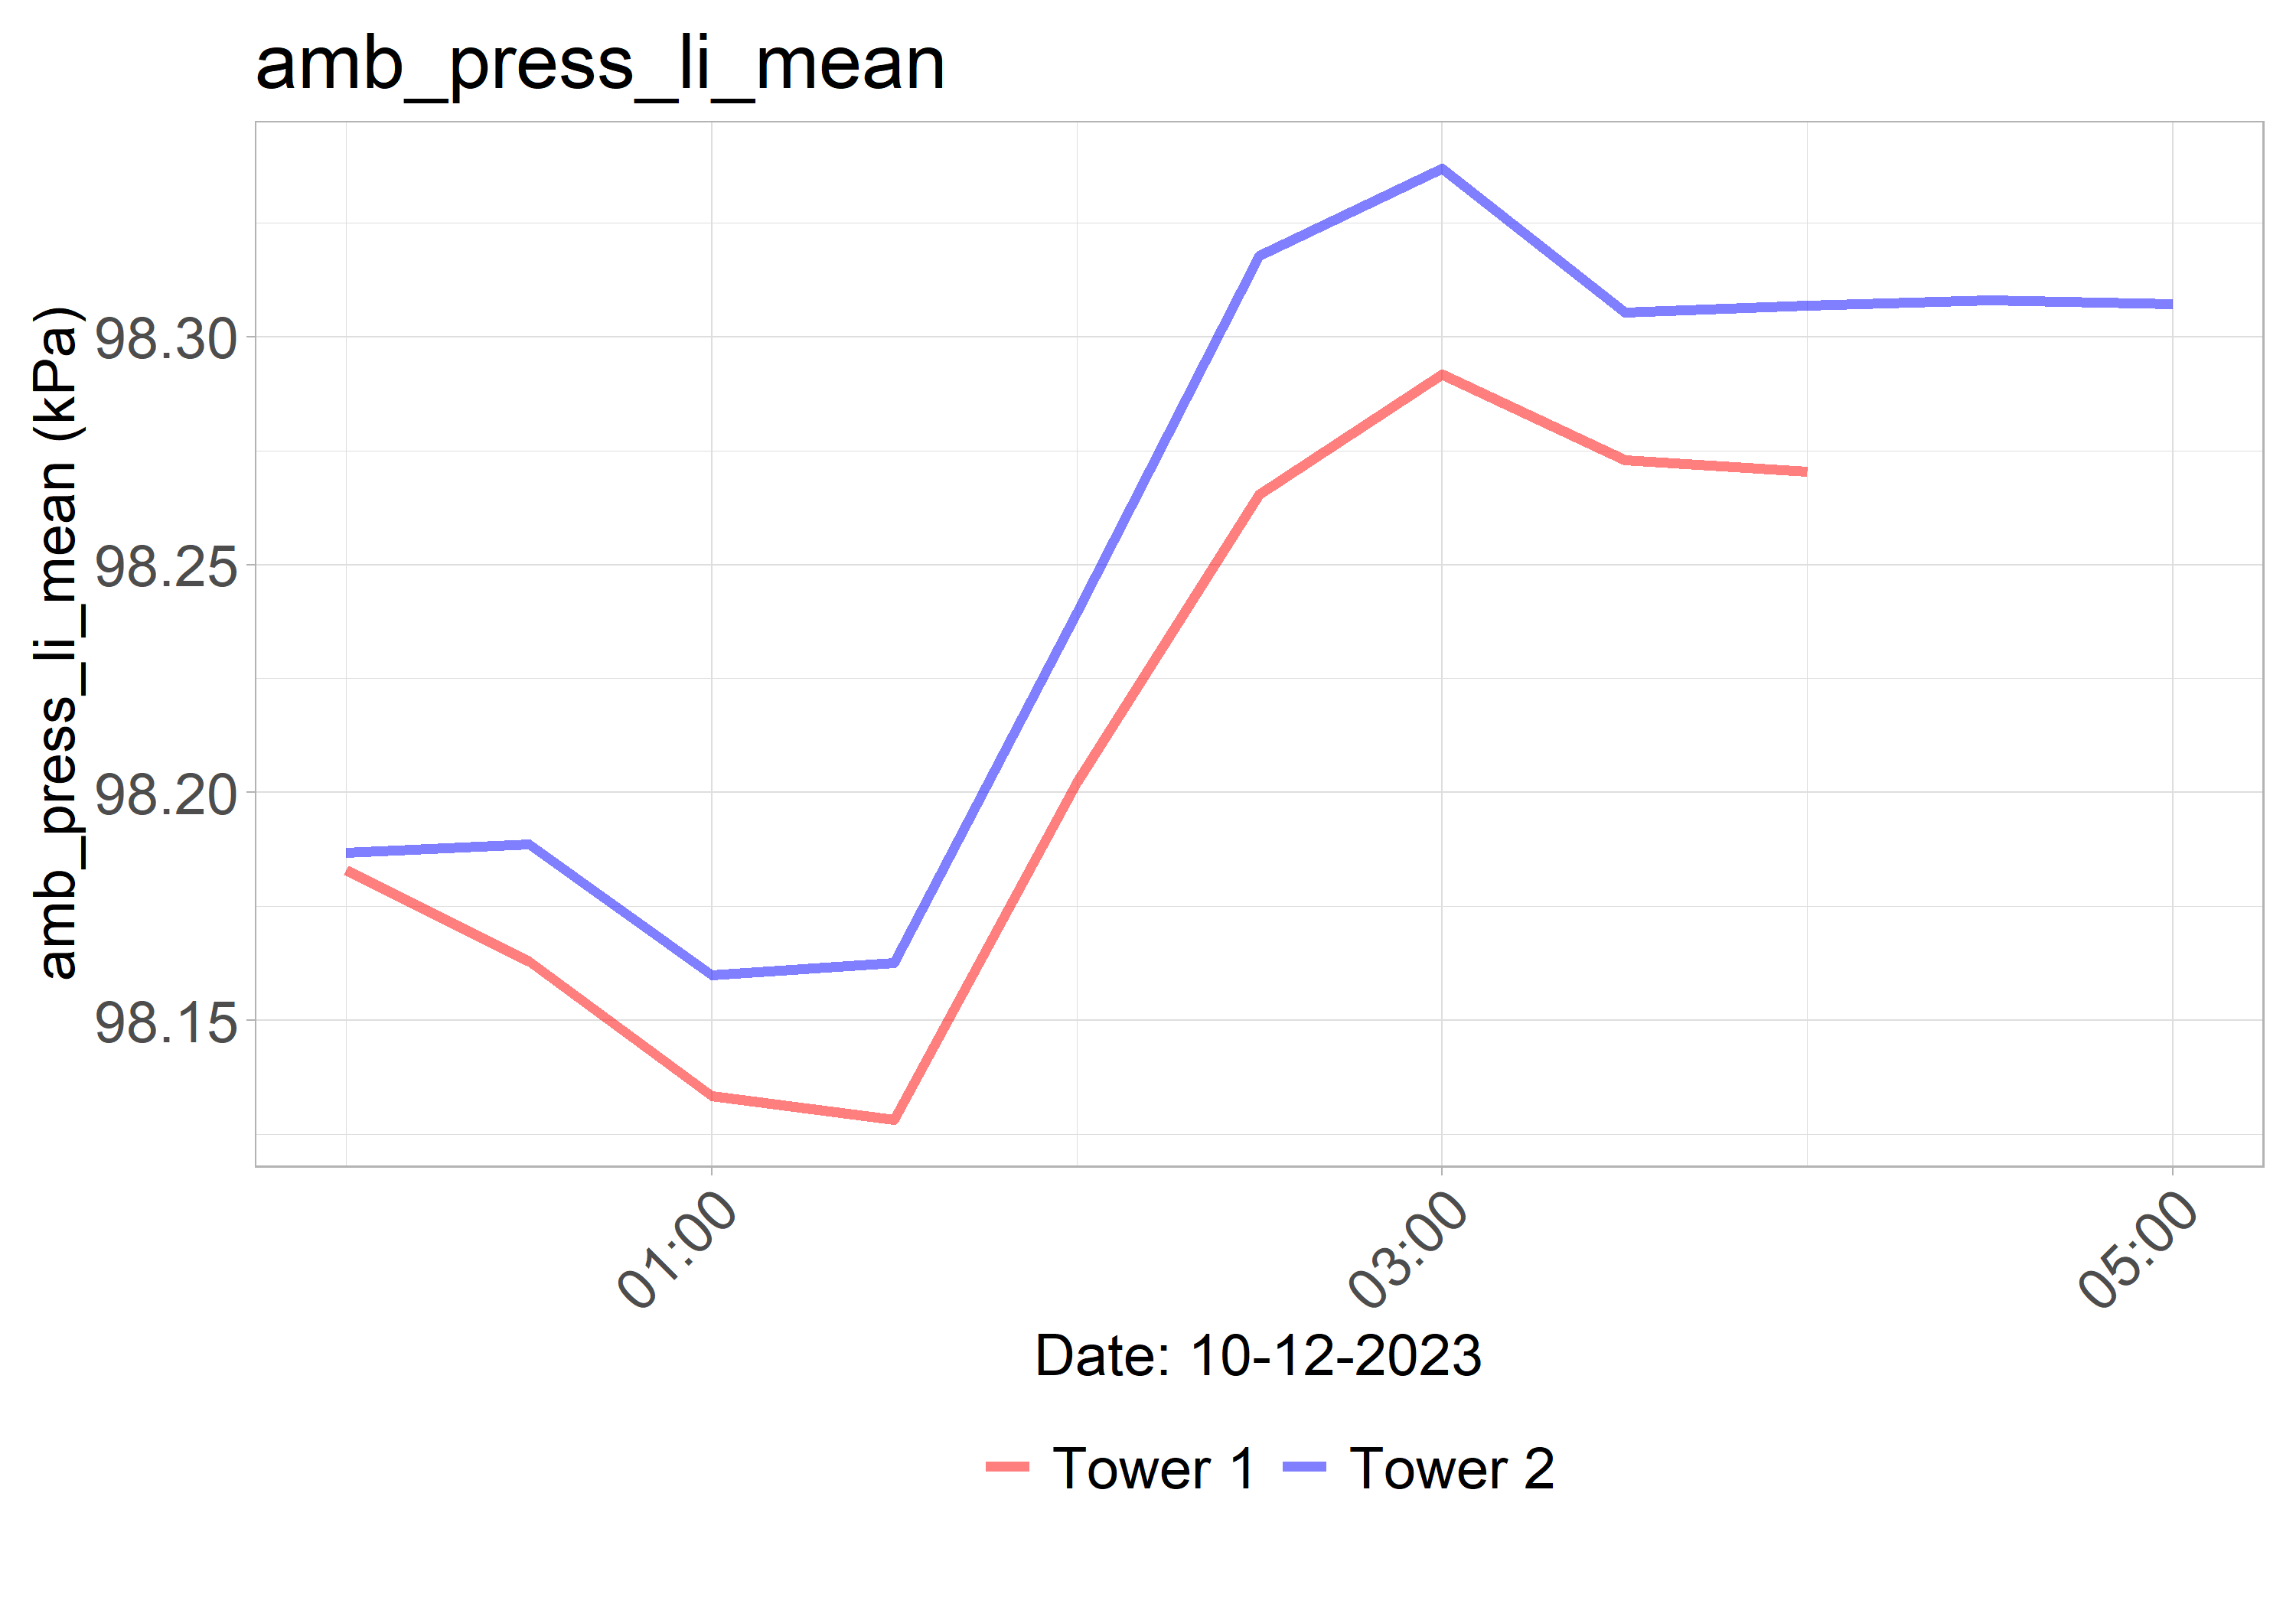 amb_press_li_mean
amb_press_li_mean (kPa)
98.30
98.25
98.20
98.15
01:00
03:00
05:00
Date: 10-12-2023
Tower 1
Tower 2